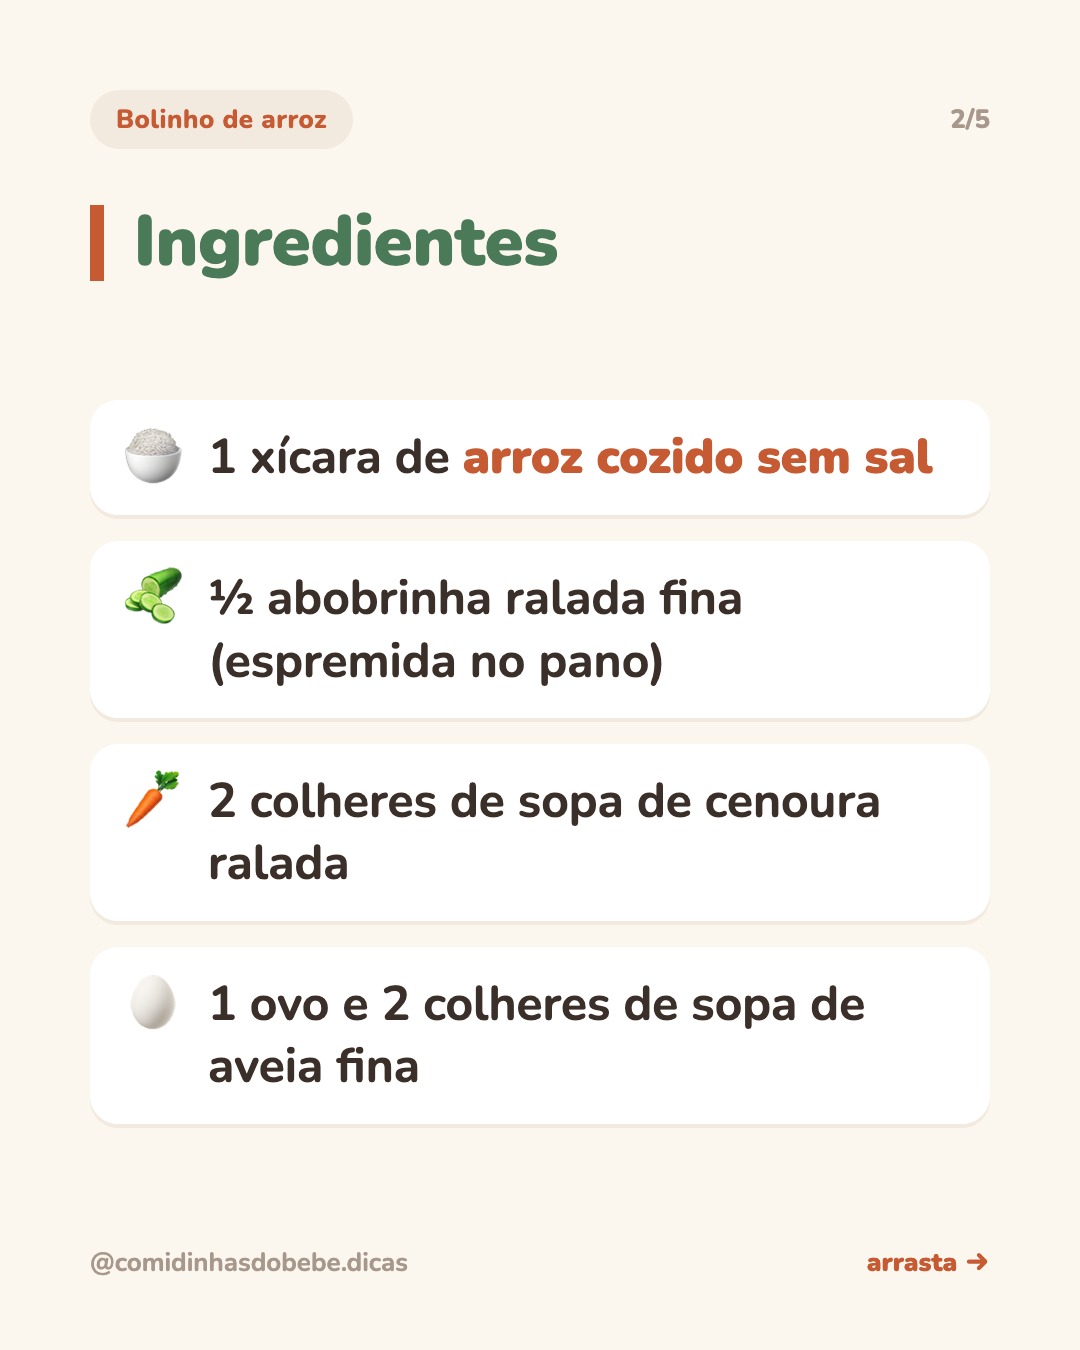 Bolinho de arroz
2/5
Ingredientes
1 xícara de arroz cozido sem sal
½ abobrinha ralada fina
(espremida no pano)
2 colheres de sopa de cenoura
ralada
1 ovo e 2 colheres de sopa de
aveia fina
@comidinhasdobebe.dicas
arrasta →